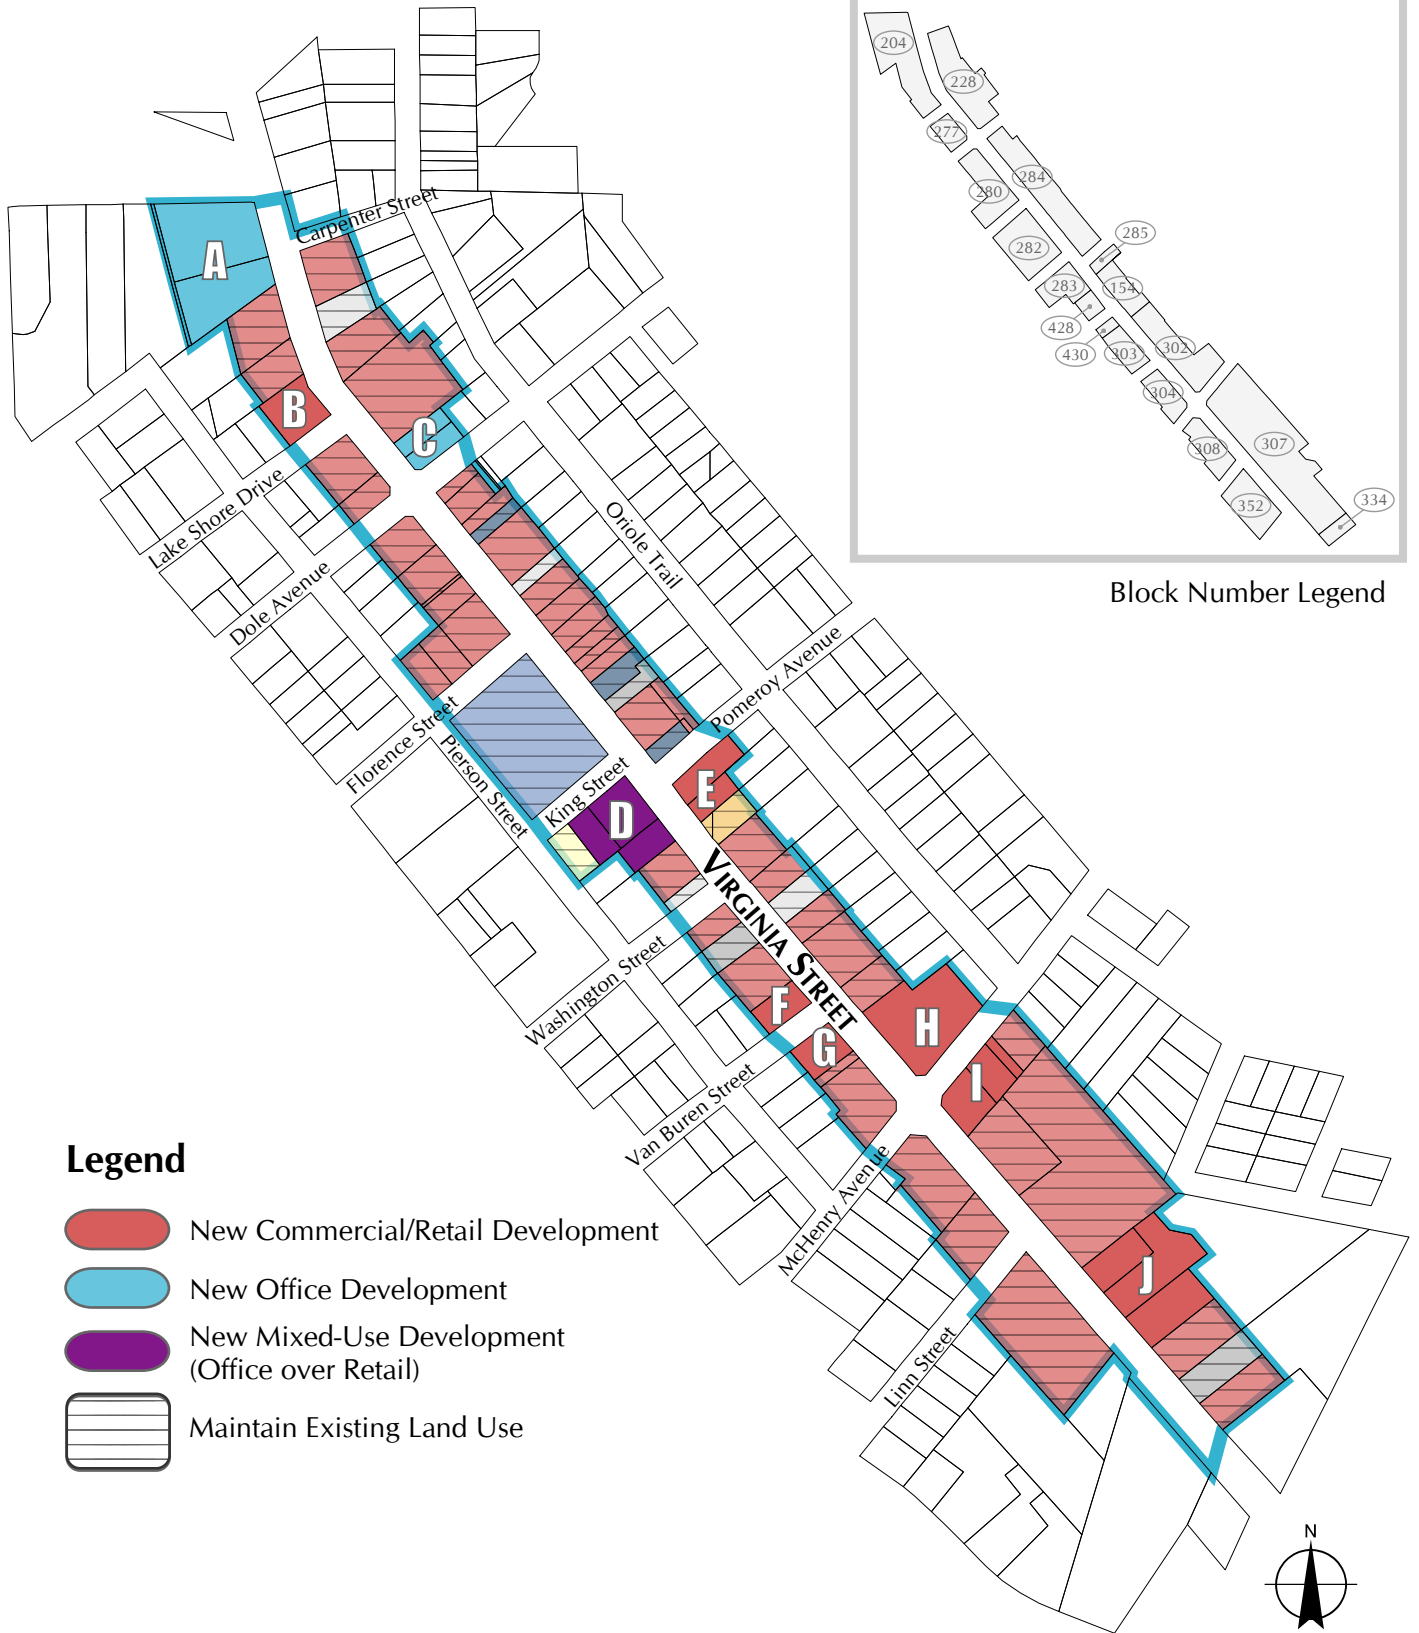 204
228
277
280
284
282
285
283
154
428
430
303
302
304
308
307
352
334
Block Number Legend
Carpenter Street
A
B
C
Lake Shore Drive
Dole Avenue
Oriole Trail
Florence Street
Pierson Street
King Street
Pomeroy Avenue
D
E
VIRGINIA STREET
Washington Street
F
G
H
I
Van Buren Street
McHenry Avenue
Linn Street
J
Legend
New Commercial/Retail Development
New Office Development
New Mixed-Use Development
(Office over Retail)
Maintain Existing Land Use
N